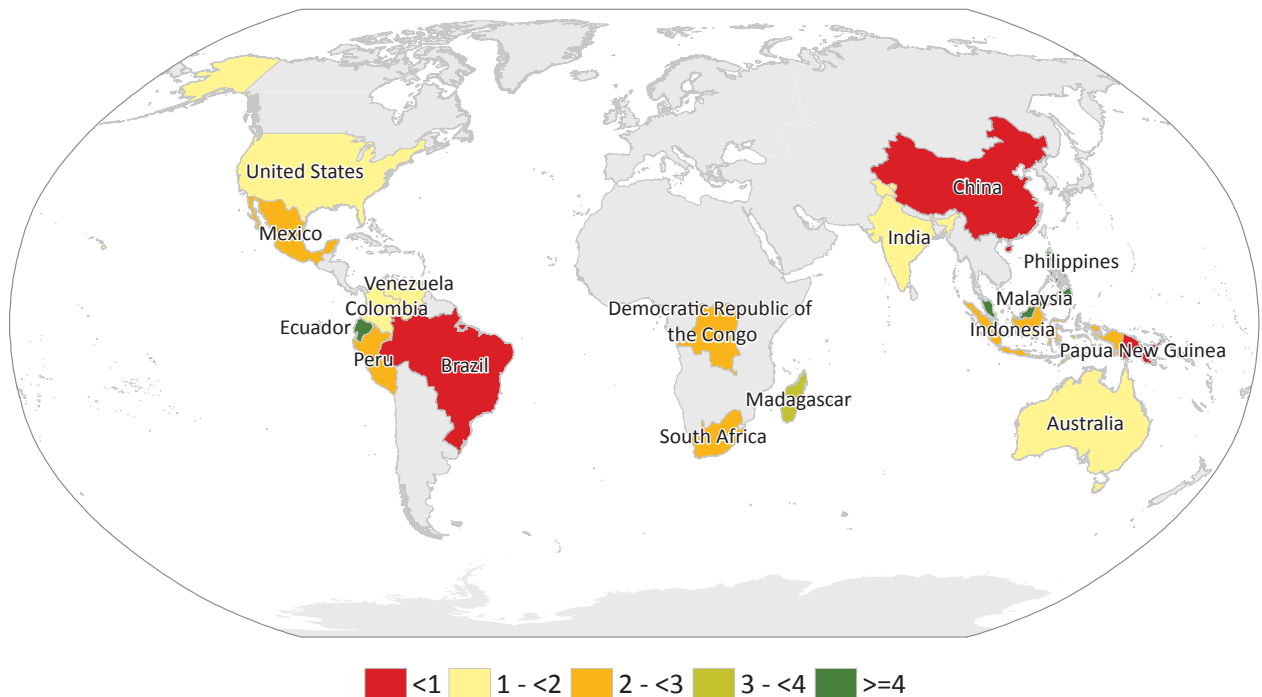 United States
China
Mexico
India
Philippines
Venezuela
Malaysia
Colombia
Democratic Republic of
the Congo
Ecuador
Indonesia
Peru
Brazil
Papua New Guinea
Madagascar
Australia
South Africa
<1 1 - <2 2 - <3 3 - <4 >=4